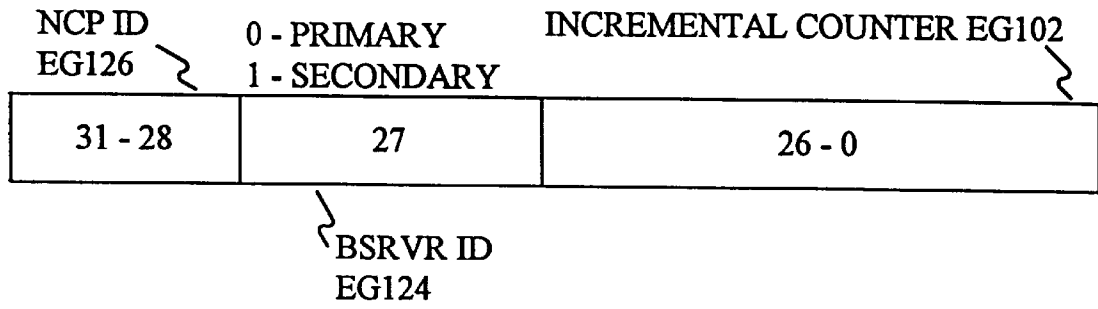 NCP ID
EG126
0 - PRIMARY
1 - SECONDARY
INCREMENTAL COUNTER EG102
31 - 28
27
26 - 0
BSRVR ID
EG124